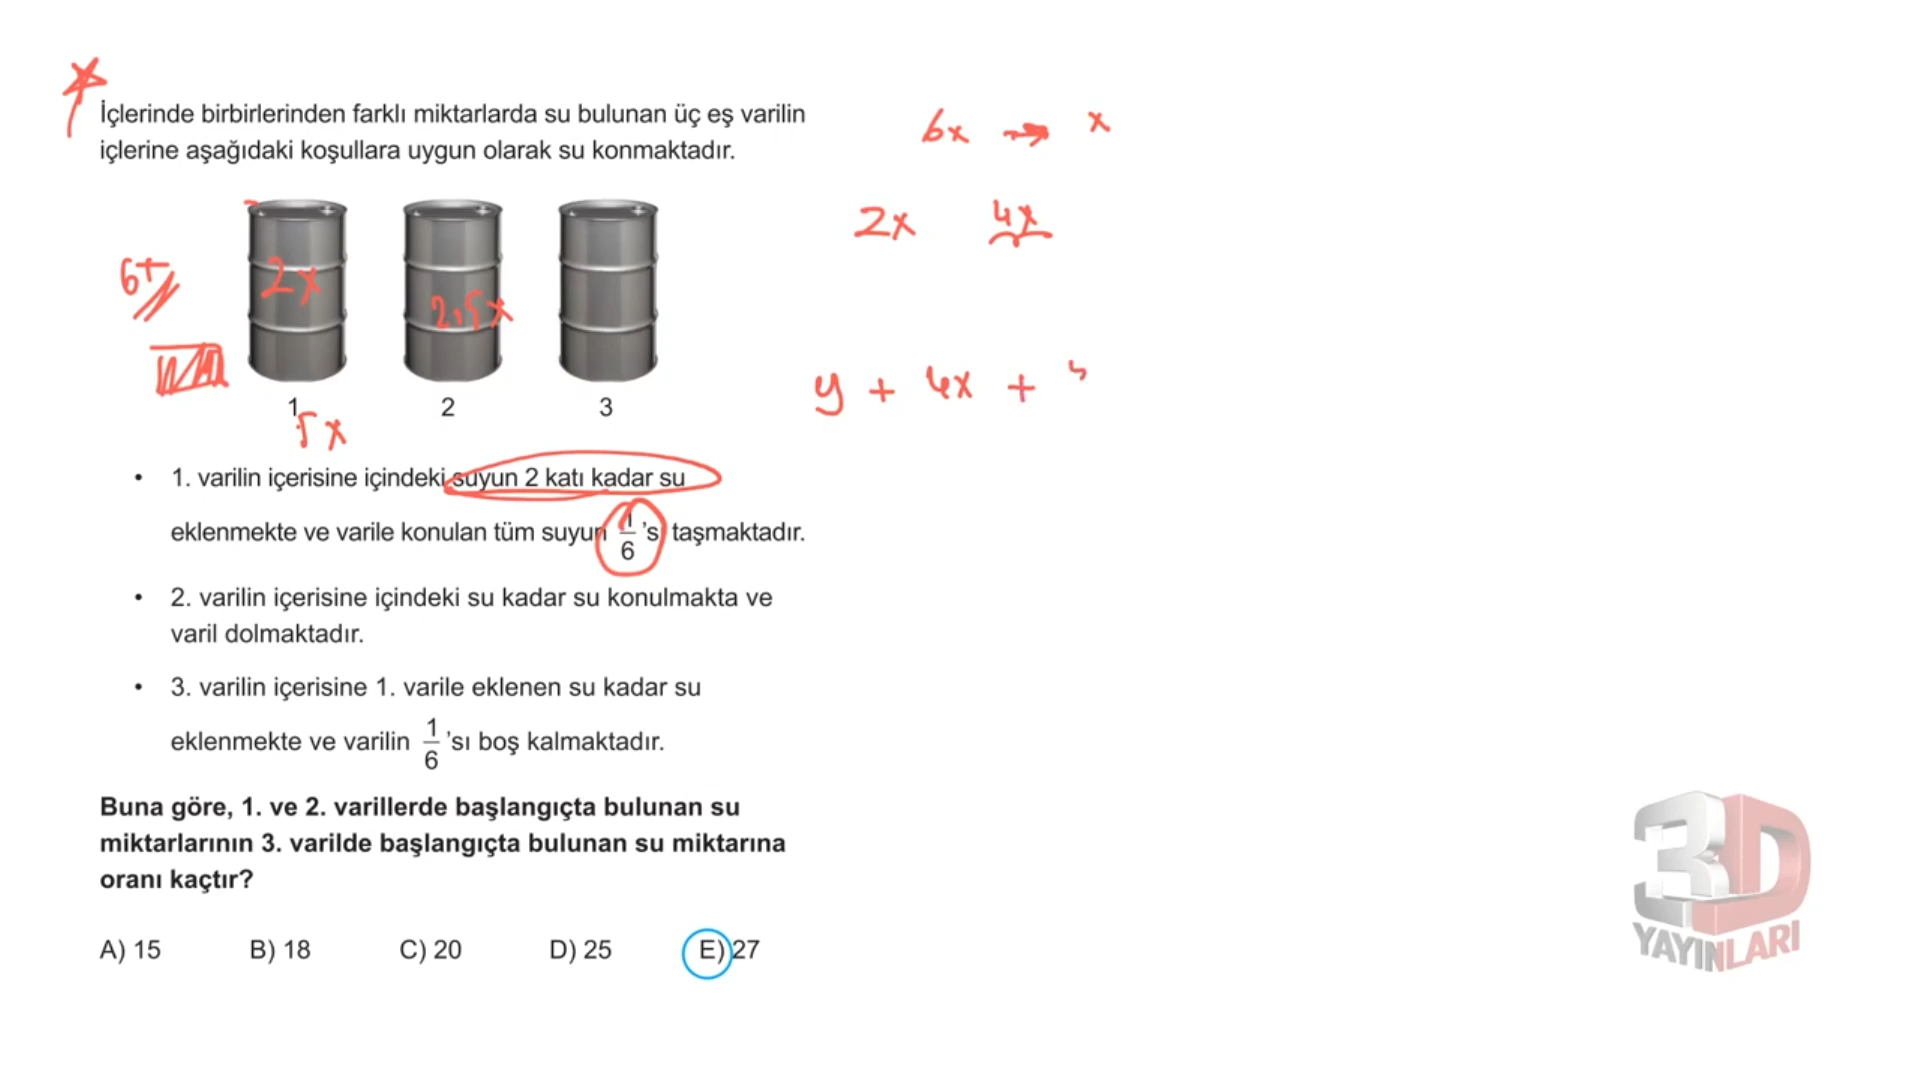 İçlerinde birbirlerinden farklı miktarlarda su bulunan üç eş varilin
içlerine aşağıdaki koşullara uygun olarak su konmaktadır.
6x → x
2x 4x
6+
2x
2,5x
y + 4x +
1 2 3
5x
• 1. varilin içerisine içindeki suyun 2 katı kadar su
eklenmekte ve varile konulan tüm suyun 1/6 's taşmaktadır.
• 2. varilin içerisine içindeki su kadar su konulmakta ve
varil dolmaktadır.
• 3. varilin içerisine 1. varile eklenen su kadar su
eklenmekte ve varilin 1/6 'sı boş kalmaktadır.
Buna göre, 1. ve 2. varillerde başlangıçta bulunan su
miktarlarının 3. varilde başlangıçta bulunan su miktarına
oranı kaçtır?
A) 15 B) 18 C) 20 D) 25 E) 27
3D
YAYINLARI